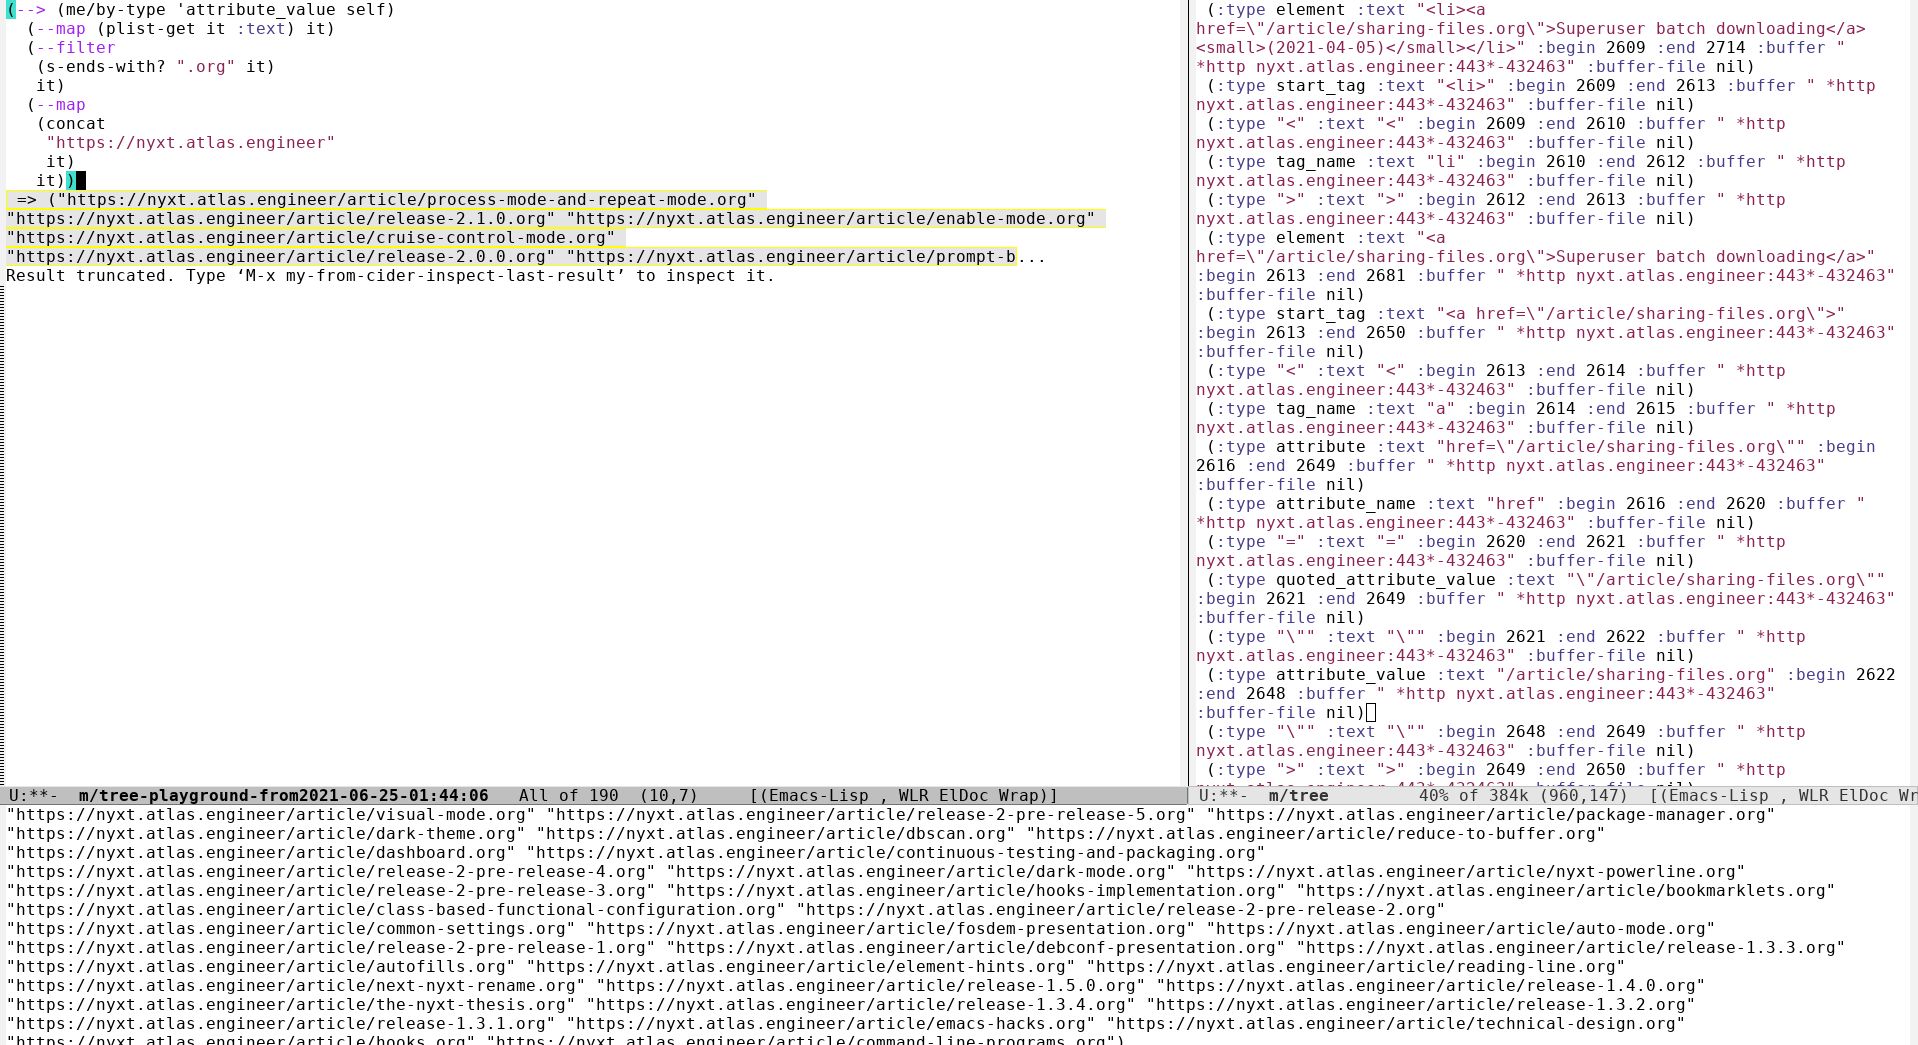 (--> (me/by-type 'attribute_value self)
  (--map (plist-get it :text) it)
  (--filter
   (s-ends-with? ".org" it)
   it)
  (--map
   (concat
    "https://nyxt.atlas.engineer"
    it)
   it))
 => ("https://nyxt.atlas.engineer/article/process-mode-and-repeat-mode.org"
"https://nyxt.atlas.engineer/article/release-2.1.0.org" "https://nyxt.atlas.engineer/article/enable-mode.org"
"https://nyxt.atlas.engineer/article/cruise-control-mode.org"
"https://nyxt.atlas.engineer/article/release-2.0.0.org" "https://nyxt.atlas.engineer/article/prompt-b...
Result truncated. Type ‘M-x my-from-cider-inspect-last-result’ to inspect it.
U:**-  m/tree-playground-from2021-06-25-01:44:06   All of 190  (10,7)     [(Emacs-Lisp , WLR ElDoc Wrap)]
 (:type element :text "<li><a
href=\"/article/sharing-files.org\">Superuser batch downloading</a>
<small>(2021-04-05)</small></li>" :begin 2609 :end 2714 :buffer "
*http nyxt.atlas.engineer:443*-432463" :buffer-file nil)
 (:type start_tag :text "<li>" :begin 2609 :end 2613 :buffer " *http
nyxt.atlas.engineer:443*-432463" :buffer-file nil)
 (:type "<" :text "<" :begin 2609 :end 2610 :buffer " *http
nyxt.atlas.engineer:443*-432463" :buffer-file nil)
 (:type tag_name :text "li" :begin 2610 :end 2612 :buffer " *http
nyxt.atlas.engineer:443*-432463" :buffer-file nil)
 (:type ">" :text ">" :begin 2612 :end 2613 :buffer " *http
nyxt.atlas.engineer:443*-432463" :buffer-file nil)
 (:type element :text "<a
href=\"/article/sharing-files.org\">Superuser batch downloading</a>"
:begin 2613 :end 2681 :buffer " *http nyxt.atlas.engineer:443*-432463"
:buffer-file nil)
 (:type start_tag :text "<a href=\"/article/sharing-files.org\">"
:begin 2613 :end 2650 :buffer " *http nyxt.atlas.engineer:443*-432463"
:buffer-file nil)
 (:type "<" :text "<" :begin 2613 :end 2614 :buffer " *http
nyxt.atlas.engineer:443*-432463" :buffer-file nil)
 (:type tag_name :text "a" :begin 2614 :end 2615 :buffer " *http
nyxt.atlas.engineer:443*-432463" :buffer-file nil)
 (:type attribute :text "href=\"/article/sharing-files.org\"" :begin
2616 :end 2649 :buffer " *http nyxt.atlas.engineer:443*-432463"
:buffer-file nil)
 (:type attribute_name :text "href" :begin 2616 :end 2620 :buffer "
*http nyxt.atlas.engineer:443*-432463" :buffer-file nil)
 (:type "=" :text "=" :begin 2620 :end 2621 :buffer " *http
nyxt.atlas.engineer:443*-432463" :buffer-file nil)
 (:type quoted_attribute_value :text "\"/article/sharing-files.org\""
:begin 2621 :end 2649 :buffer " *http nyxt.atlas.engineer:443*-432463"
:buffer-file nil)
 (:type "\"" :text "\"" :begin 2621 :end 2622 :buffer " *http
nyxt.atlas.engineer:443*-432463" :buffer-file nil)
 (:type attribute_value :text "/article/sharing-files.org" :begin 2622
:end 2648 :buffer " *http nyxt.atlas.engineer:443*-432463"
:buffer-file nil)
 (:type "\"" :text "\"" :begin 2648 :end 2649 :buffer " *http
nyxt.atlas.engineer:443*-432463" :buffer-file nil)
 (:type ">" :text ">" :begin 2649 :end 2650 :buffer " *http
nyxt.atlas.engineer:443*-432463" :buffer-file nil)
U:**-  m/tree         40% of 384k (960,147)  [(Emacs-Lisp , WLR ElDoc Wr
"https://nyxt.atlas.engineer/article/visual-mode.org" "https://nyxt.atlas.engineer/article/release-2-pre-release-5.org" "https://nyxt.atlas.engineer/article/package-manager.org"
"https://nyxt.atlas.engineer/article/dark-theme.org" "https://nyxt.atlas.engineer/article/dbscan.org" "https://nyxt.atlas.engineer/article/reduce-to-buffer.org"
"https://nyxt.atlas.engineer/article/dashboard.org" "https://nyxt.atlas.engineer/article/continuous-testing-and-packaging.org"
"https://nyxt.atlas.engineer/article/release-2-pre-release-4.org" "https://nyxt.atlas.engineer/article/dark-mode.org" "https://nyxt.atlas.engineer/article/nyxt-powerline.org"
"https://nyxt.atlas.engineer/article/release-2-pre-release-3.org" "https://nyxt.atlas.engineer/article/hooks-implementation.org" "https://nyxt.atlas.engineer/article/bookmarklets.org"
"https://nyxt.atlas.engineer/article/class-based-functional-configuration.org" "https://nyxt.atlas.engineer/article/release-2-pre-release-2.org"
"https://nyxt.atlas.engineer/article/common-settings.org" "https://nyxt.atlas.engineer/article/fosdem-presentation.org" "https://nyxt.atlas.engineer/article/auto-mode.org"
"https://nyxt.atlas.engineer/article/release-2-pre-release-1.org" "https://nyxt.atlas.engineer/article/debconf-presentation.org" "https://nyxt.atlas.engineer/article/release-1.3.3.org"
"https://nyxt.atlas.engineer/article/autofills.org" "https://nyxt.atlas.engineer/article/element-hints.org" "https://nyxt.atlas.engineer/article/reading-line.org"
"https://nyxt.atlas.engineer/article/next-nyxt-rename.org" "https://nyxt.atlas.engineer/article/release-1.5.0.org" "https://nyxt.atlas.engineer/article/release-1.4.0.org"
"https://nyxt.atlas.engineer/article/the-nyxt-thesis.org" "https://nyxt.atlas.engineer/article/release-1.3.4.org" "https://nyxt.atlas.engineer/article/release-1.3.2.org"
"https://nyxt.atlas.engineer/article/release-1.3.1.org" "https://nyxt.atlas.engineer/article/emacs-hacks.org" "https://nyxt.atlas.engineer/article/technical-design.org"
"https://nyxt.atlas.engineer/article/hooks.org" "https://nyxt.atlas.engineer/article/command-line-programs.org")